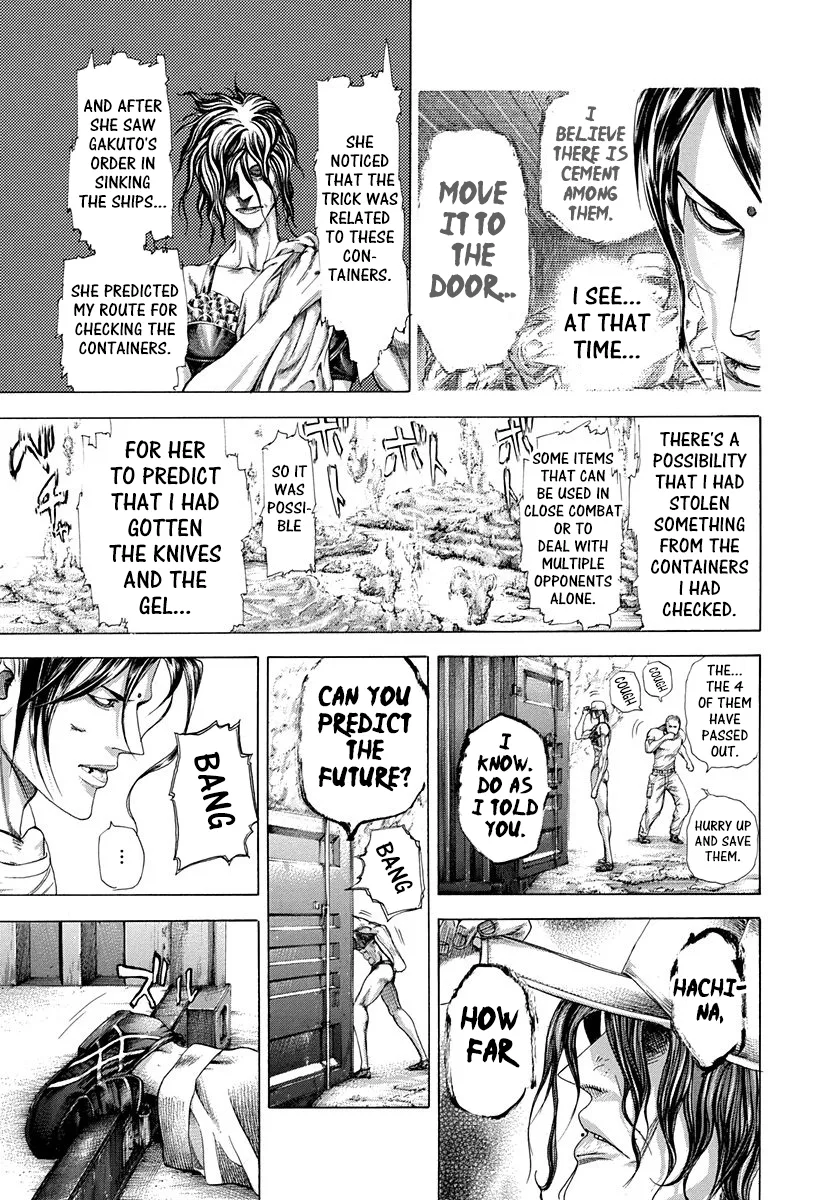 I
BELIEVE
THERE IS
CEMENT
AMONG
THEM.
MOVE
IT TO
THE
DOOR...
I SEE...
AT THAT
TIME...
SHE
NOTICED
THAT THE
TRICK WAS
RELATED
TO THESE
CON-
TAINERS.
AND AFTER
SHE SAW
GAKUTO'S
ORDER IN
SINKING
THE SHIPS...
SHE PREDICTED
MY ROUTE FOR
CHECKING THE
CONTAINERS.
THERE'S A
POSSIBILITY
THAT I HAD
STOLEN
SOMETHING
FROM THE
CONTAINERS
I HAD
CHECKED.
SOME ITEMS
THAT CAN
BE USED IN
CLOSE COMBAT
OR TO
DEAL WITH
MULTIPLE
OPPONENTS
ALONE.
SO IT
WAS
POSSI-
BLE
FOR HER
TO PREDICT
THAT I HAD
GOTTEN
THE KNIVES
AND THE
GEL...
THE...
THE 4
OF THEM
HAVE
PASSED
OUT.
COUGH
COUGH
HURRY UP
AND SAVE
THEM.
I
KNOW.
DO AS
I TOLD
YOU.
HACHI-
NA,
HOW
FAR
CAN YOU
PREDICT
THE
FUTURE?
BANG
BANG
...
ズル